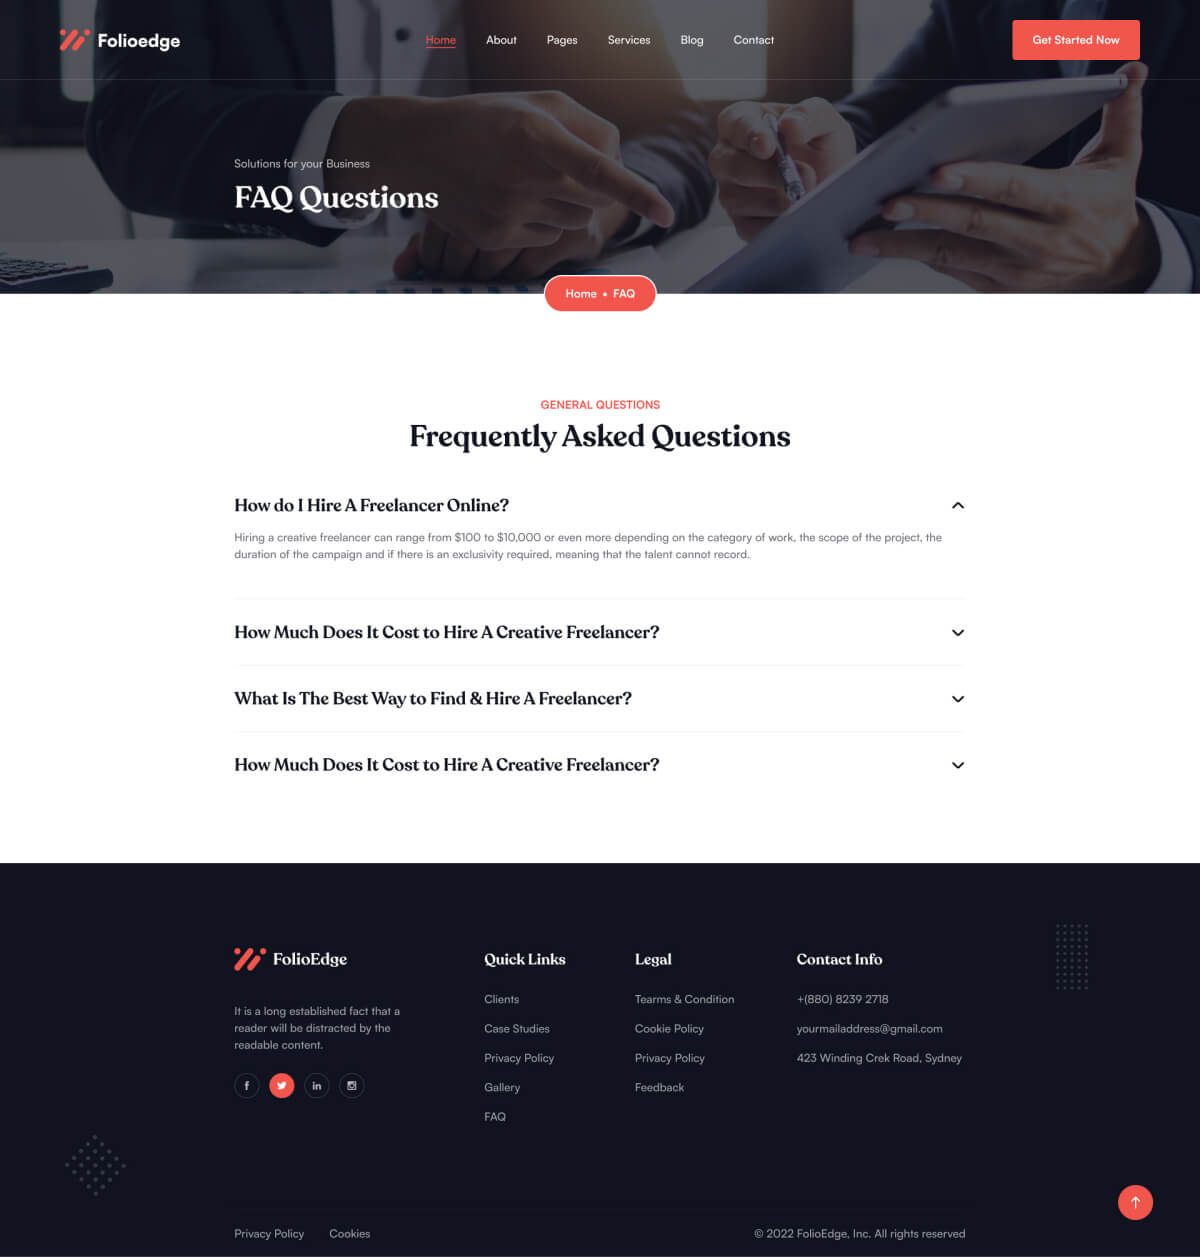 Folioedge
Home
About
Pages
Services
Blog
Contact
Get Started Now
Solutions for your Business
FAQ Questions
Home • FAQ
GENERAL QUESTIONS
Frequently Asked Questions
How do I Hire A Freelancer Online?
Hiring a creative freelancer can range from $100 to $10,000 or even more depending on the category of work, the scope of the project, the
duration of the campaign and if there is an exclusivity required, meaning that the talent cannot record.
How Much Does It Cost to Hire A Creative Freelancer?
What Is The Best Way to Find & Hire A Freelancer?
How Much Does It Cost to Hire A Creative Freelancer?
FolioEdge
It is a long established fact that a
reader will be distracted by the
readable content.
Quick Links
Clients
Case Studies
Privacy Policy
Gallery
FAQ
Legal
Tearms & Condition
Cookie Policy
Privacy Policy
Feedback
Contact Info
+(880) 8239 2718
yourmailaddress@gmail.com
423 Winding Crek Road, Sydney
Privacy Policy
Cookies
© 2022 FolioEdge, Inc. All rights reserved